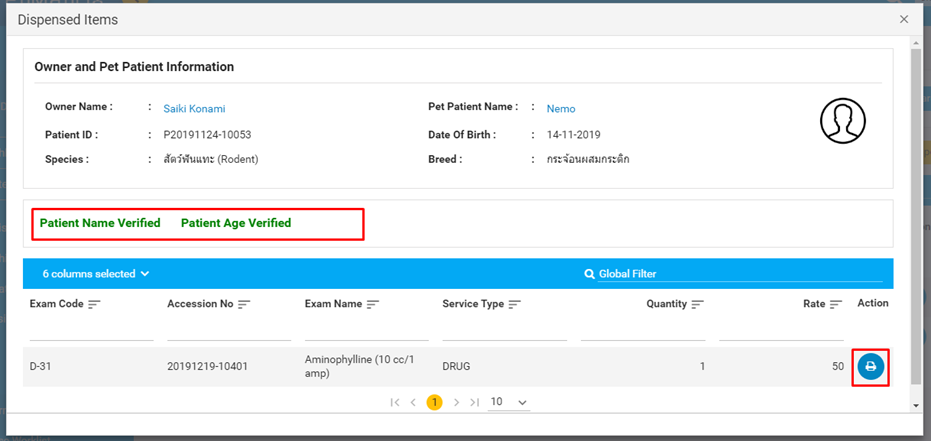 Dispensed Items
Owner and Pet Patient Information
Owner Name : : Saiki Konami Pet Patient Name : : Nemo
Patient ID : : P20191124-10053 Date Of Birth : : 14-11-2019
Species : : สัตว์ฟันแทะ (Rodent) Breed : : กระจ้อนผสมกระติก
Patient Name Verified Patient Age Verified
6 columns selected Global Filter
Exam Code Accession No Exam Name Service Type Quantity Rate Action
D-31 20191219-10401 Aminophylline (10 cc/1 DRUG 1 50
amp)
1 10